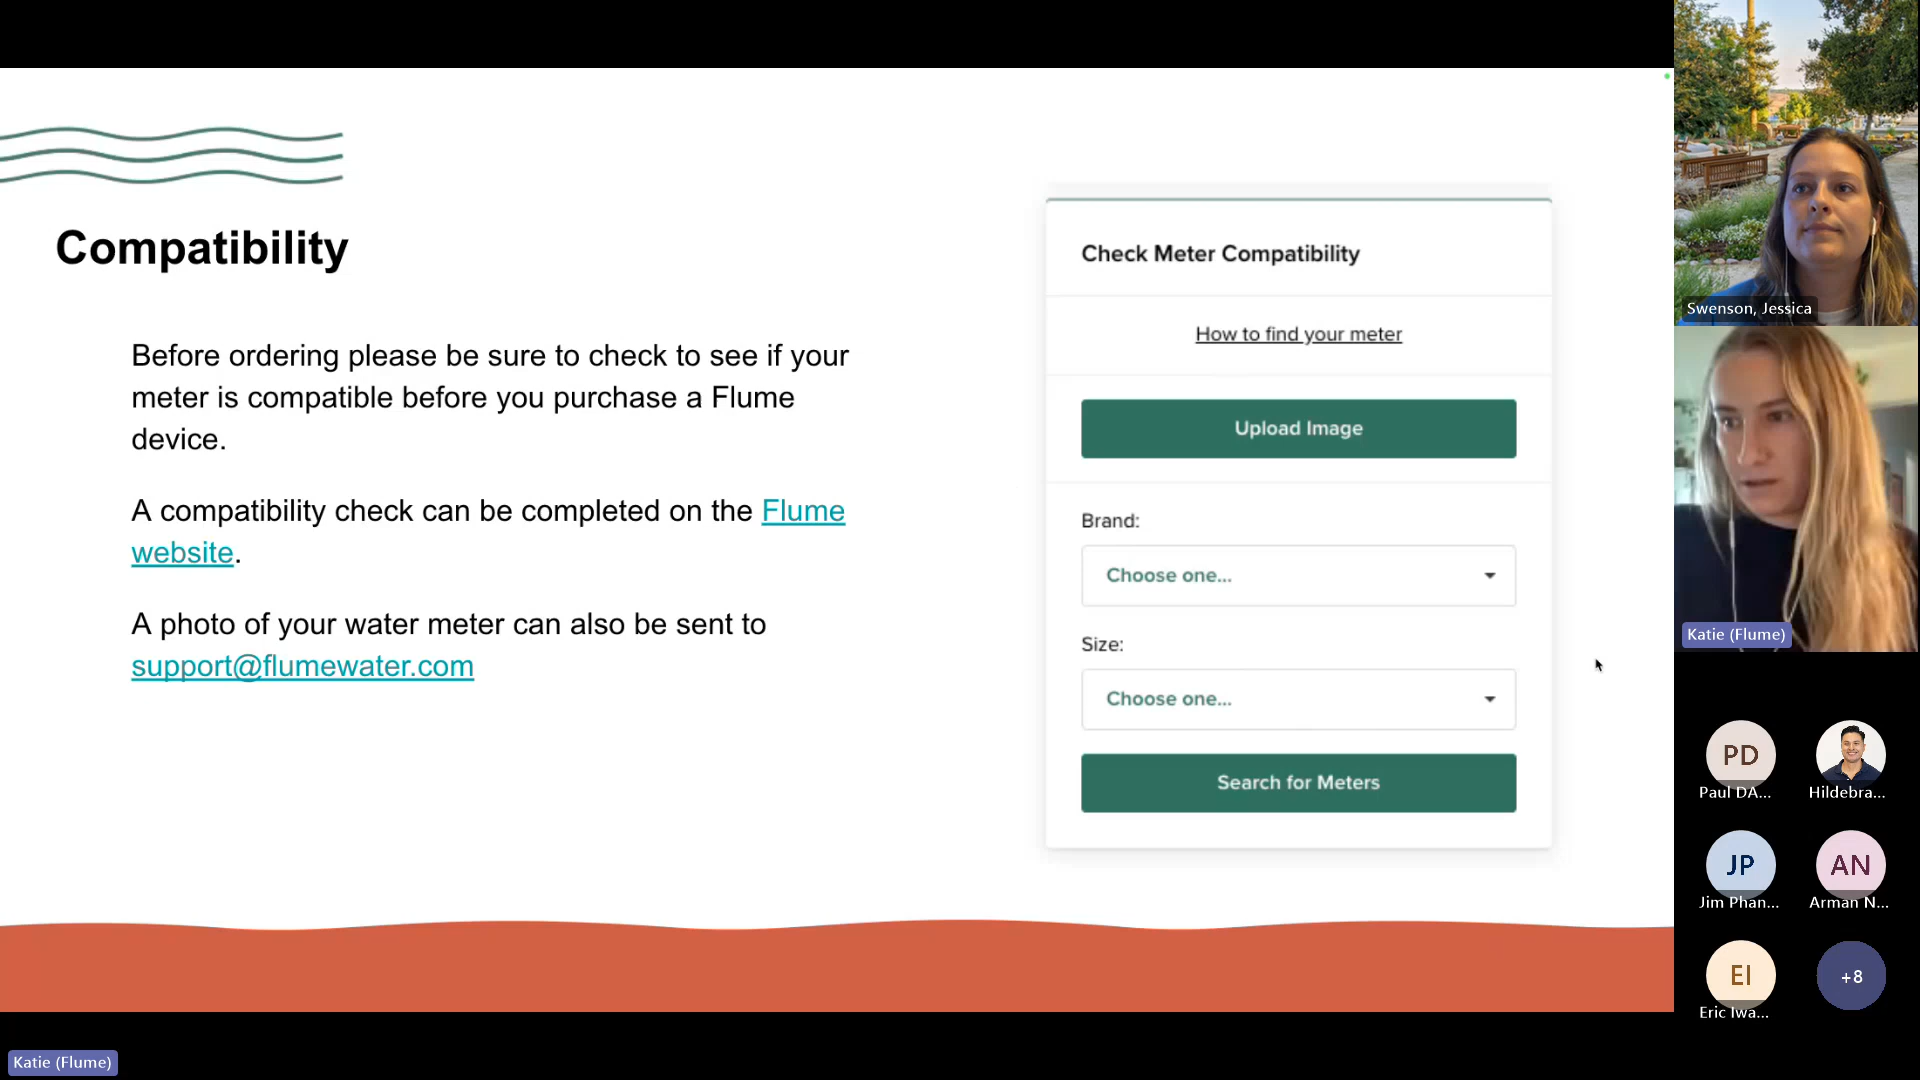 Compatibility
Before ordering please be sure to check to see if your
meter is compatible before you purchase a Flume
device.
A compatibility check can be completed on the Flume
website.
A photo of your water meter can also be sent to
support@flumewater.com
Check Meter Compatibility
How to find your meter
Upload Image
Brand:
Choose one...
Size:
Choose one...
Search for Meters
Swenson, Jessica
Katie (Flume)
PD
Paul DA...
Hildebra...
JP
Jim Phan...
AN
Arman N...
EI
Eric Iwa...
+8
Katie (Flume)